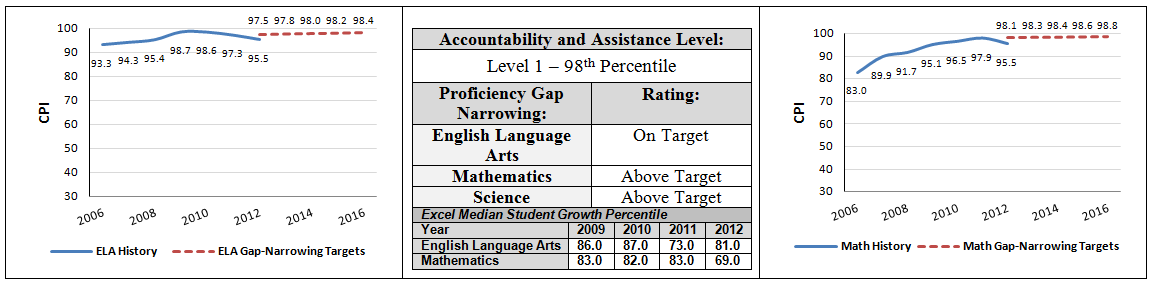 97.5 97.8 98.0 98.2 98.4
100
90
80
70
60
50
40
30
CPI
93.3 94.3 95.4 98.7 98.6 97.3 95.5
2006 2008 2010 2012 2014 2016
ELA History ELA Gap-Narrowing Targets
Accountability and Assistance Level:
Level 1 – 98th Percentile
Proficiency Gap Narrowing: Rating:
English Language Arts On Target
Mathematics Above Target
Science Above Target
Excel Median Student Growth Percentile
Year 2009 2010 2011 2012
English Language Arts 86.0 87.0 73.0 81.0
Mathematics 83.0 82.0 83.0 69.0
98.1 98.3 98.4 98.6 98.8
100
90
80
70
60
50
40
30
CPI
83.0 89.9 91.7 95.1 96.5 97.9 95.5
2006 2008 2010 2012 2014 2016
Math History Math Gap-Narrowing Targets